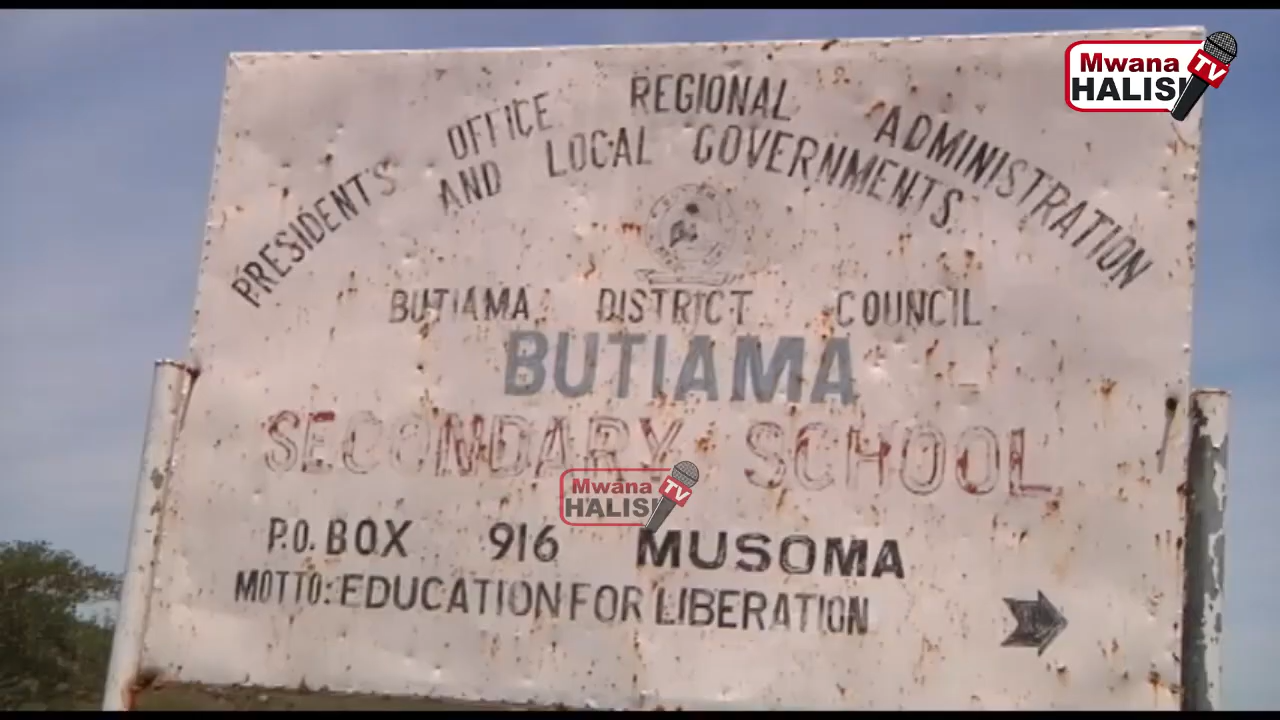 Mwana
HALISI TV
PRESIDENT'S OFFICE REGIONAL ADMINISTRATION
AND LOCAL GOVERNMENTS
BUTIAMA DISTRICT COUNCIL
BUTIAMA
SECONDARY SCHOOL
Mwana
HALISI TV
P.O. BOX 916 MUSOMA
MOTTO: EDUCATION FOR LIBERATION